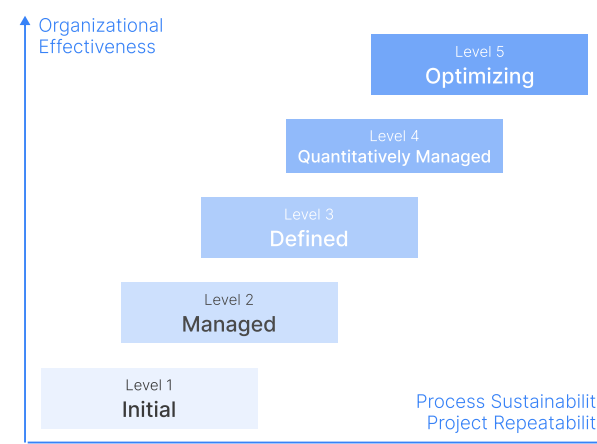 Organizational
Effectiveness
Level 5
Optimizing
Level 4
Quantitatively Managed
Level 3
Defined
Level 2
Managed
Level 1
Initial
Process Sustainabilit
Project Repeatabilit